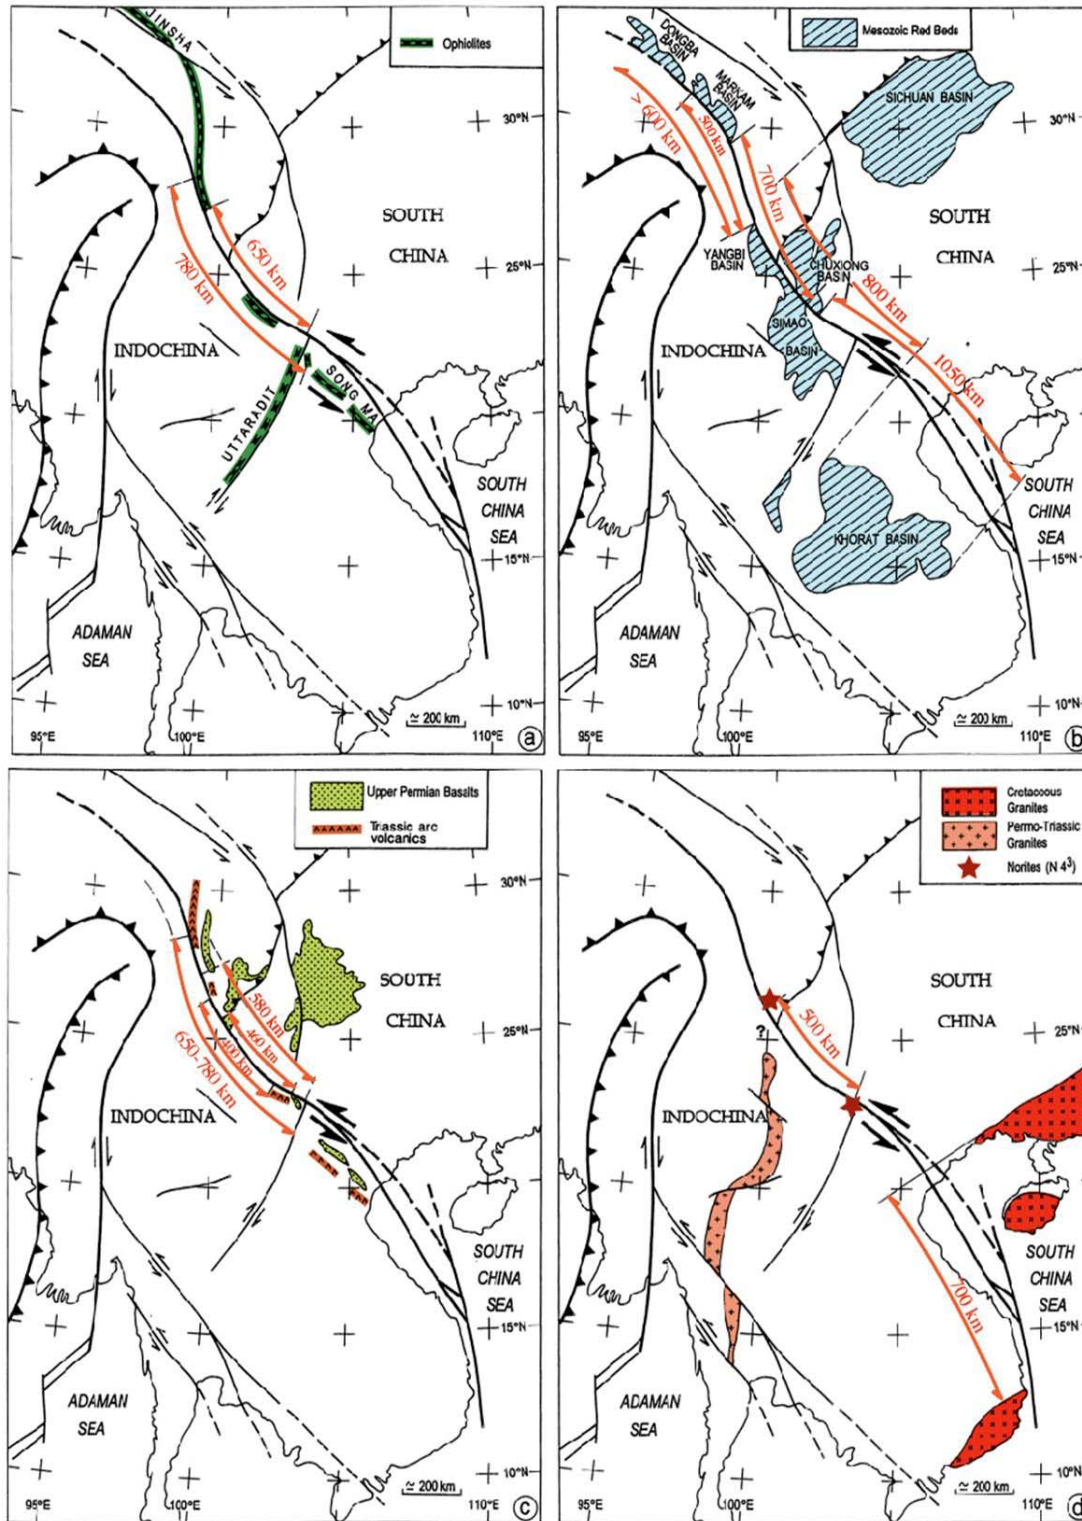 JINSHA
Ophiolites
30°N
SOUTH
CHINA
650 km
780 km
25°N
INDOCHINA
UTTARADIT
SONG MA
SOUTH
CHINA
SEA
15°N
ADAMAN
SEA
10°N
≃ 200 km
95°E
100°E
110°E
a
DONGBA
BASIN
MARKAM
BASIN
Mesozoic Red Beds
SICHUAN BASIN
30°N
> 600 km
500 km
700 km
SOUTH
CHINA
YANGBI
BASIN
CHUXIONG
BASIN
25°N
800 km
SIMAO
BASIN
INDOCHINA
1050 km
KHORAT BASIN
SOUTH
CHINA
SEA
15°N
ADAMAN
SEA
10°N
≃ 200 km
95°E
100°E
110°E
b
Upper Permian Basalts
Triassic arc
volcanics
30°N
SOUTH
CHINA
580 km
460 km
400 km
650-780 km
25°N
INDOCHINA
SOUTH
CHINA
SEA
15°N
ADAMAN
SEA
10°N
≃ 200 km
95°E
100°E
110°E
c
Cretaceous
Granites
Permo-Triassic
Granites
Norites (N 4³)
30°N
SOUTH
CHINA
500 km
?
25°N
INDOCHINA
SOUTH
CHINA
SEA
700 km
15°N
ADAMAN
SEA
10°N
≃ 200 km
95°E
100°E
110°E
d